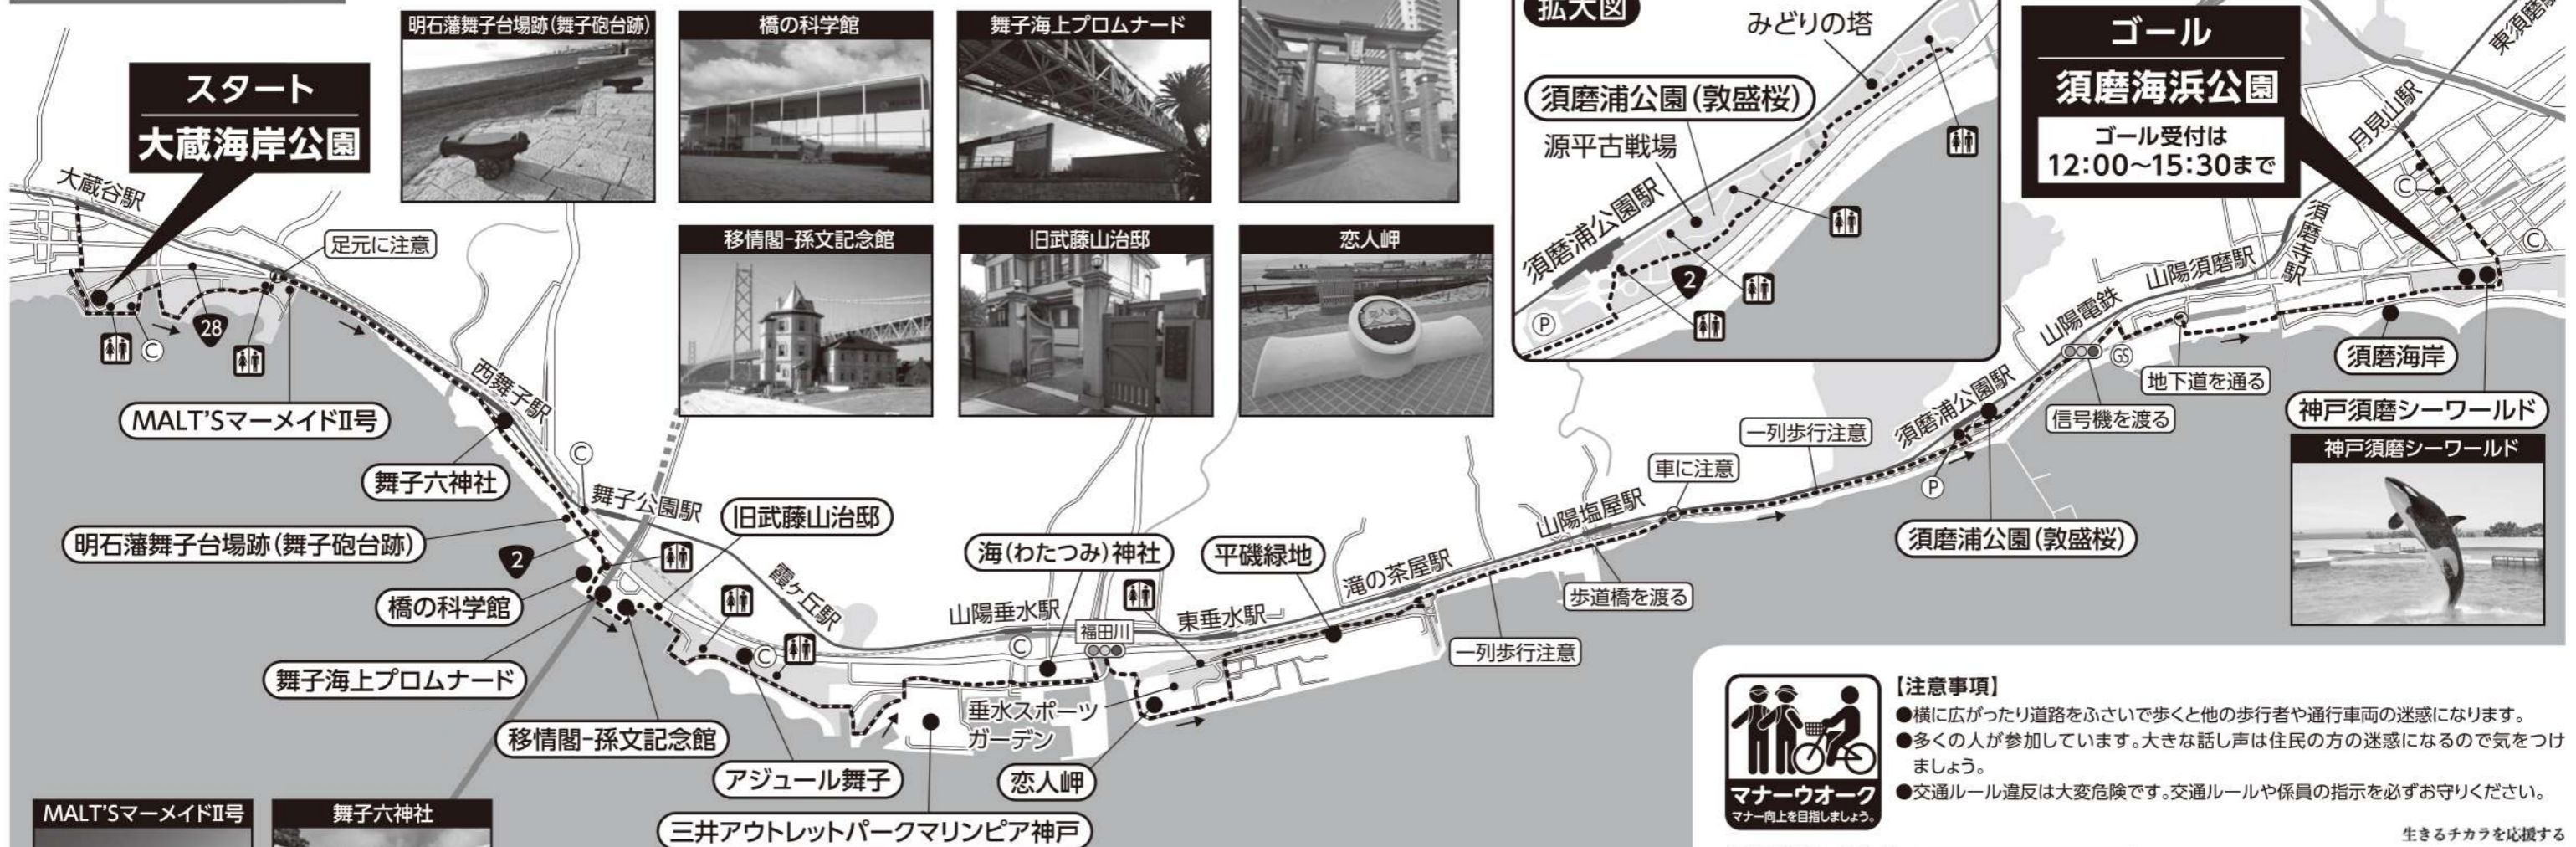 明石藩舞子台場跡(舞子砲台跡)
橋の科学館
舞子海上プロムナード
移情閣-孫文記念館
旧武藤山治邸
恋人岬
恋人岬
スタート
大蔵海岸公園
大蔵谷駅
足元に注意
28
C
MALT'SマーメイドII号
西舞子駅
舞子六神社
C
舞子公園駅
明石藩舞子台場跡(舞子砲台跡)
2
橋の科学館
舞子海上プロムナード
移情閣-孫文記念館
旧武藤山治邸
霞ヶ丘駅
C
アジュール舞子
三井アウトレットパークマリンピア神戸
山陽垂水駅
C
海(わたつみ)神社
福田川
垂水スポーツ
ガーデン
恋人岬
東垂水駅
平磯緑地
滝の茶屋駅
一列歩行注意
山陽塩屋駅
歩道橋を渡る
車に注意
一列歩行注意
須磨浦公園駅
P
須磨浦公園(敦盛桜)
山陽電鉄
信号機を渡る
GS
地下道を通る
山陽須磨駅
須磨寺駅
月見山駅
東須磨
C
C
須磨海岸
神戸須磨シーワールド
神戸須磨シーワールド
拡大図
みどりの塔
須磨浦公園(敦盛桜)
源平古戦場
須磨浦公園駅
2
P
ゴール
須磨海浜公園
ゴール受付は
12:00~15:30まで
MALT'SマーメイドII号
舞子六神社
マナーウオーク
マナー向上を目指しましょう。
【注意事項】
●横に広がったり道路をふさいで歩くと他の歩行者や通行車両の迷惑になります。
●多くの人が参加しています。大きな話し声は住民の方の迷惑になるので気をつけ
ましょう。
●交通ルール違反は大変危険です。交通ルールや係員の指示を必ずお守りください。
生きるチカラを応援する